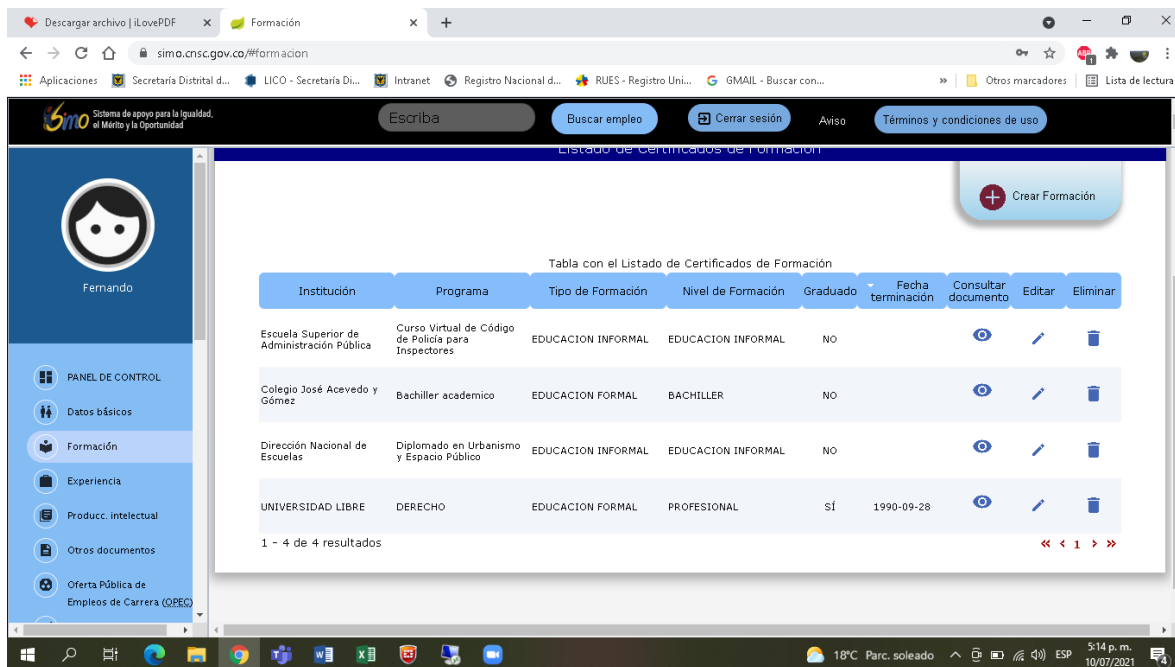 Descargar archivo | iLovePDF
Formación
simo.cnsc.gov.co/#formacion
Aplicaciones
Secretaría Distrital d...
LICO - Secretaría Di...
Intranet
Registro Nacional d...
RUES - Registro Uni...
GMAIL - Buscar con...
Otros marcadores
Lista de lectura
Simo
Sistema de apoyo para la Igualdad,
el Mérito y la Oportunidad
Escriba
Buscar empleo
Cerrar sesión
Aviso
Términos y condiciones de uso
Listado de Certificados de Formación
Crear Formación
Fernando
PANEL DE CONTROL
Datos básicos
Formación
Experiencia
Producc. intelectual
Otros documentos
Oferta Pública de
Empleos de Carrera (OPEC)
Tabla con el Listado de Certificados de Formación
Institución Programa Tipo de Formación Nivel de Formación Graduado Fecha terminación Consultar documento Editar Eliminar
Escuela Superior de Administración Pública Curso Virtual de Código de Policía para Inspectores EDUCACION INFORMAL EDUCACION INFORMAL NO
Colegio José Acevedo y Gómez Bachiller academico EDUCACION FORMAL BACHILLER NO
Dirección Nacional de Escuelas Diplomado en Urbanismo y Espacio Público EDUCACION INFORMAL EDUCACION INFORMAL NO
UNIVERSIDAD LIBRE DERECHO EDUCACION FORMAL PROFESIONAL SÍ 1990-09-28
1 - 4 de 4 resultados
« ‹ 1 › »
18°C Parc. soleado
ESP
5:14 p. m.
10/07/2021